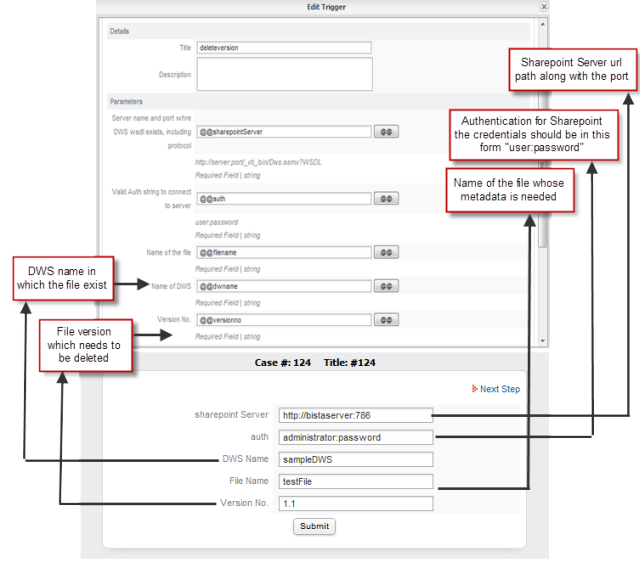 Edit Trigger
Details
Title
deleteversion
Description
Parameters
Server name and port whire
DWS wsdl exists, including
protocol
@@sharepointServer
@@
http://server:port/_vti_bin/Dws.asmx?WSDL
Required Field | string
Valid Auth string to connect
to server
@@auth
@@
user:password
Required Field | string
Name of the file
@@filename
@@
Required Field | string
Name of DWS
@@dwname
@@
Required Field | string
Version No.
@@versionno
@@
Required Field | string
Sharepoint Server url
path along with the port
Authentication for Sharepoint
the credentials should be in this
form "user:password"
Name of the file whose
metadata is needed
DWS name in
which the file exist
File version
which needs to
be deleted
Case #: 124 Title: #124
Next Step
sharepoint Server
http://bistaserver:786
auth
administrator:password
DWS Name
sampleDWS
File Name
testFile
Version No.
1.1
Submit